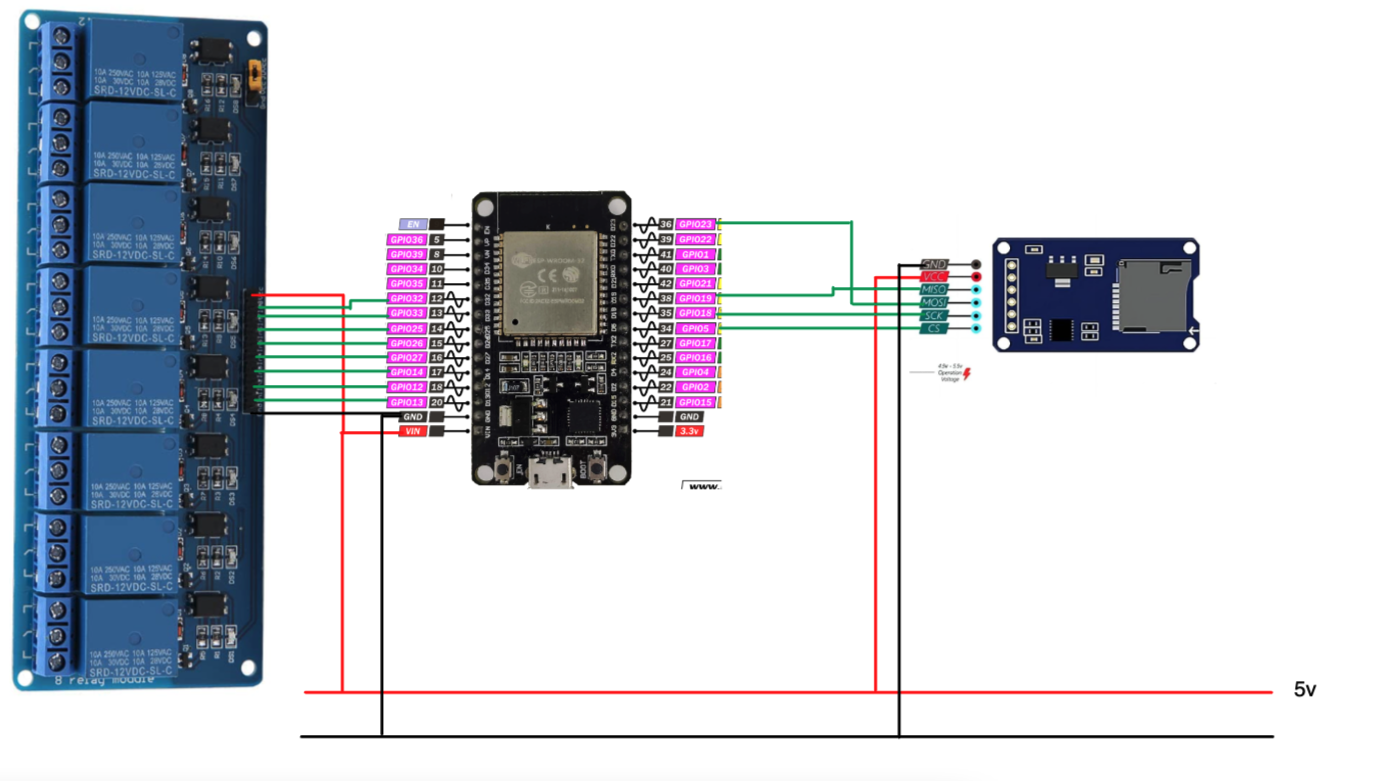 10A 250VAC 10A 125VAC
10A 30VDC 10A 28VDC
SRD-12VDC-SL-C
10A 250VAC 10A 125VAC
10A 30VDC 10A 28VDC
SRD-12VDC-SL-C
10A 250VAC 10A 125VAC
10A 30VDC 10A 28VDC
SRD-12VDC-SL-C
10A 250VAC 10A 125VAC
10A 30VDC 10A 28VDC
SRD-12VDC-SL-C
10A 250VAC 10A 125VAC
10A 30VDC 10A 28VDC
SRD-12VDC-SL-C
10A 250VAC 10A 125VAC
10A 30VDC 10A 28VDC
SRD-12VDC-SL-C
10A 250VAC 10A 125VAC
10A 30VDC 10A 28VDC
SRD-12VDC-SL-C
10A 250VAC 10A 125VAC
10A 30VDC 10A 28VDC
SRD-12VDC-SL-C
8 relay module
EN
GPIO36 5
GPIO39 8
GPIO34 10
GPIO35 11
GPIO32 12
GPIO33 13
GPIO25 14
GPIO26 15
GPIO27 16
GPIO14 17
GPIO12 18
GPIO13 20
GND
VIN
EN
BOOT
36 GPIO23
39 GPIO22
41 GPIO1
40 GPIO3
42 GPIO21
38 GPIO19
35 GPIO18
34 GPIO5
27 GPIO17
25 GPIO16
24 GPIO4
22 GPIO2
21 GPIO15
GND
3.3v
www.
GND
VCC
MISO
MOSI
SCK
CS
4.5v - 5.5v
Operation
Voltage
5v